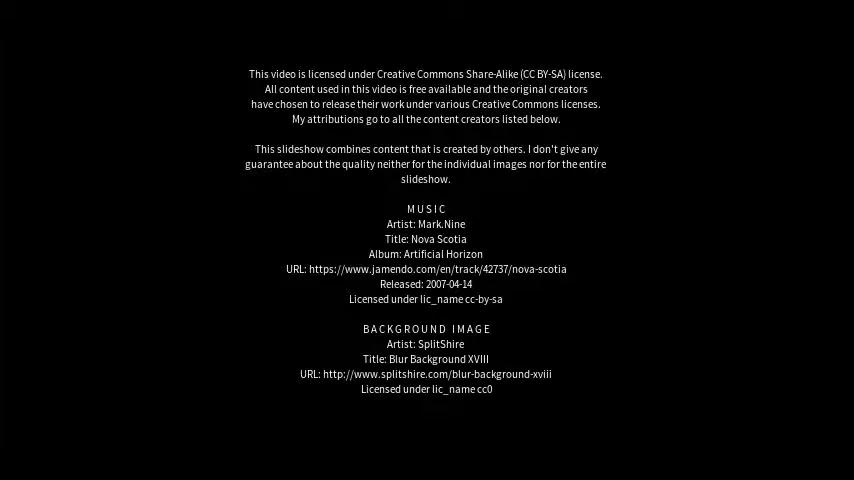 This video is licensed under Creative Commons Share-Alike (CC BY-SA) license.
All content used in this video is free available and the original creators
have chosen to release their work under various Creative Commons licenses.
My attributions go to all the content creators listed below.
This slideshow combines content that is created by others. I don't give any
guarantee about the quality neither for the individual images nor for the entire
slideshow.
MUSIC
Artist: Mark.Nine
Title: Nova Scotia
Album: Artificial Horizon
URL: https://www.jamendo.com/en/track/42737/nova-scotia
Released: 2007-04-14
Licensed under lic_name cc-by-sa
BACKGROUND IMAGE
Artist: SplitShire
Title: Blur Background XVIII
URL: http://www.splitshire.com/blur-background-xviii
Licensed under lic_name cc0